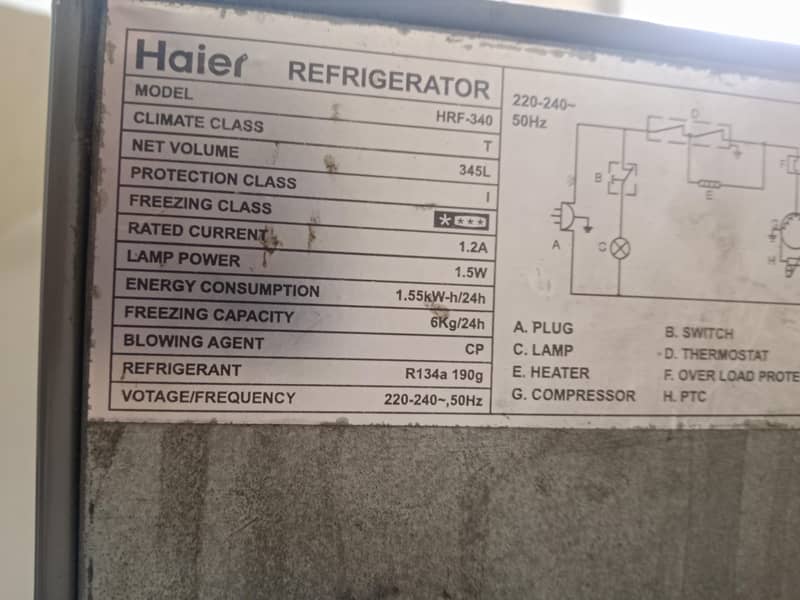 Haier REFRIGERATOR
MODEL HRF-340
CLIMATE CLASS T
NET VOLUME 345L
PROTECTION CLASS I
FREEZING CLASS ****
RATED CURRENT 1.2A
LAMP POWER 1.5W
ENERGY CONSUMPTION 1.55kW-h/24h
FREEZING CAPACITY 6Kg/24h
BLOWING AGENT CP
REFRIGERANT R134a 190g
VOTAGE/FREQUENCY 220-240~,50Hz
220-240~
50Hz
D
B
F
E
A
C
H
A. PLUG B. SWITCH
C. LAMP D. THERMOSTAT
E. HEATER F. OVER LOAD PROTE
G. COMPRESSOR H. PTC